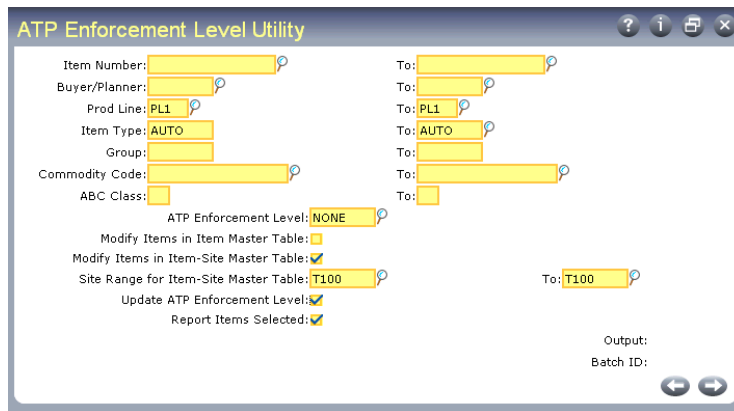 ATP Enforcement Level Utility
Item Number: To:
Buyer/Planner: To:
Prod Line: PL1 To: PL1
Item Type: AUTO To: AUTO
Group: To:
Commodity Code: To:
ABC Class: To:
ATP Enforcement Level: NONE
Modify Items in Item Master Table:
Modify Items in Item-Site Master Table:
Site Range for Item-Site Master Table: T100 To: T100
Update ATP Enforcement Level:
Report Items Selected:
Output:
Batch ID: